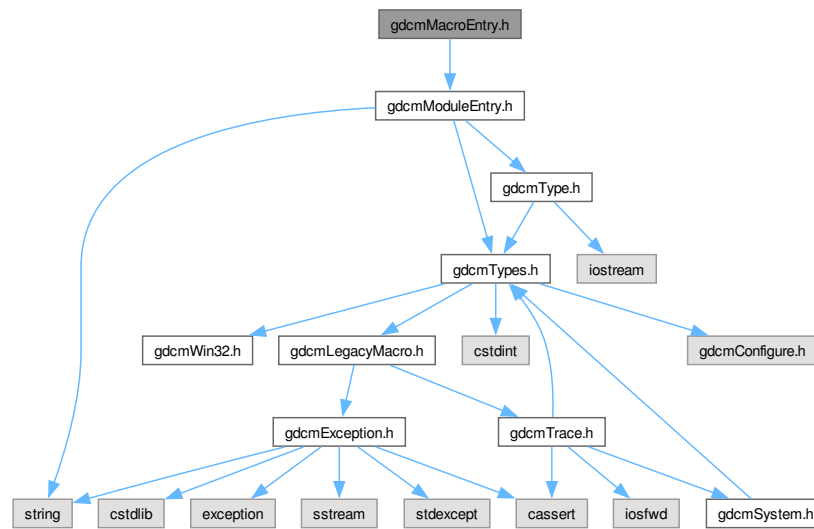 gdcmMacroEntry.h
gdcmModuleEntry.h
gdcmType.h
gdcmTypes.h
iostream
gdcmWin32.h
gdcmLegacyMacro.h
cstdint
gdcmConfigure.h
gdcmException.h
gdcmTrace.h
string
cstdlib
exception
sstream
stdexcept
cassert
iosfwd
gdcmSystem.h